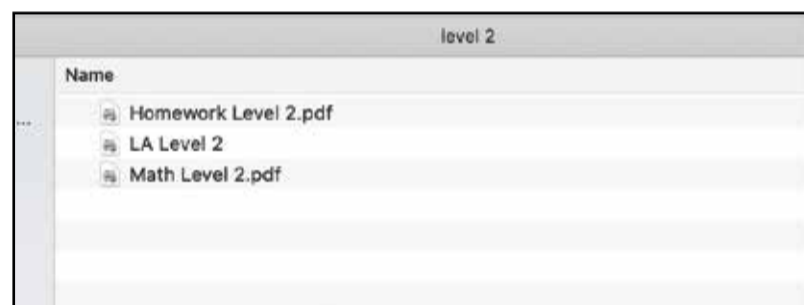 level 2
Name
...
Homework Level 2.pdf
LA Level 2
Math Level 2.pdf